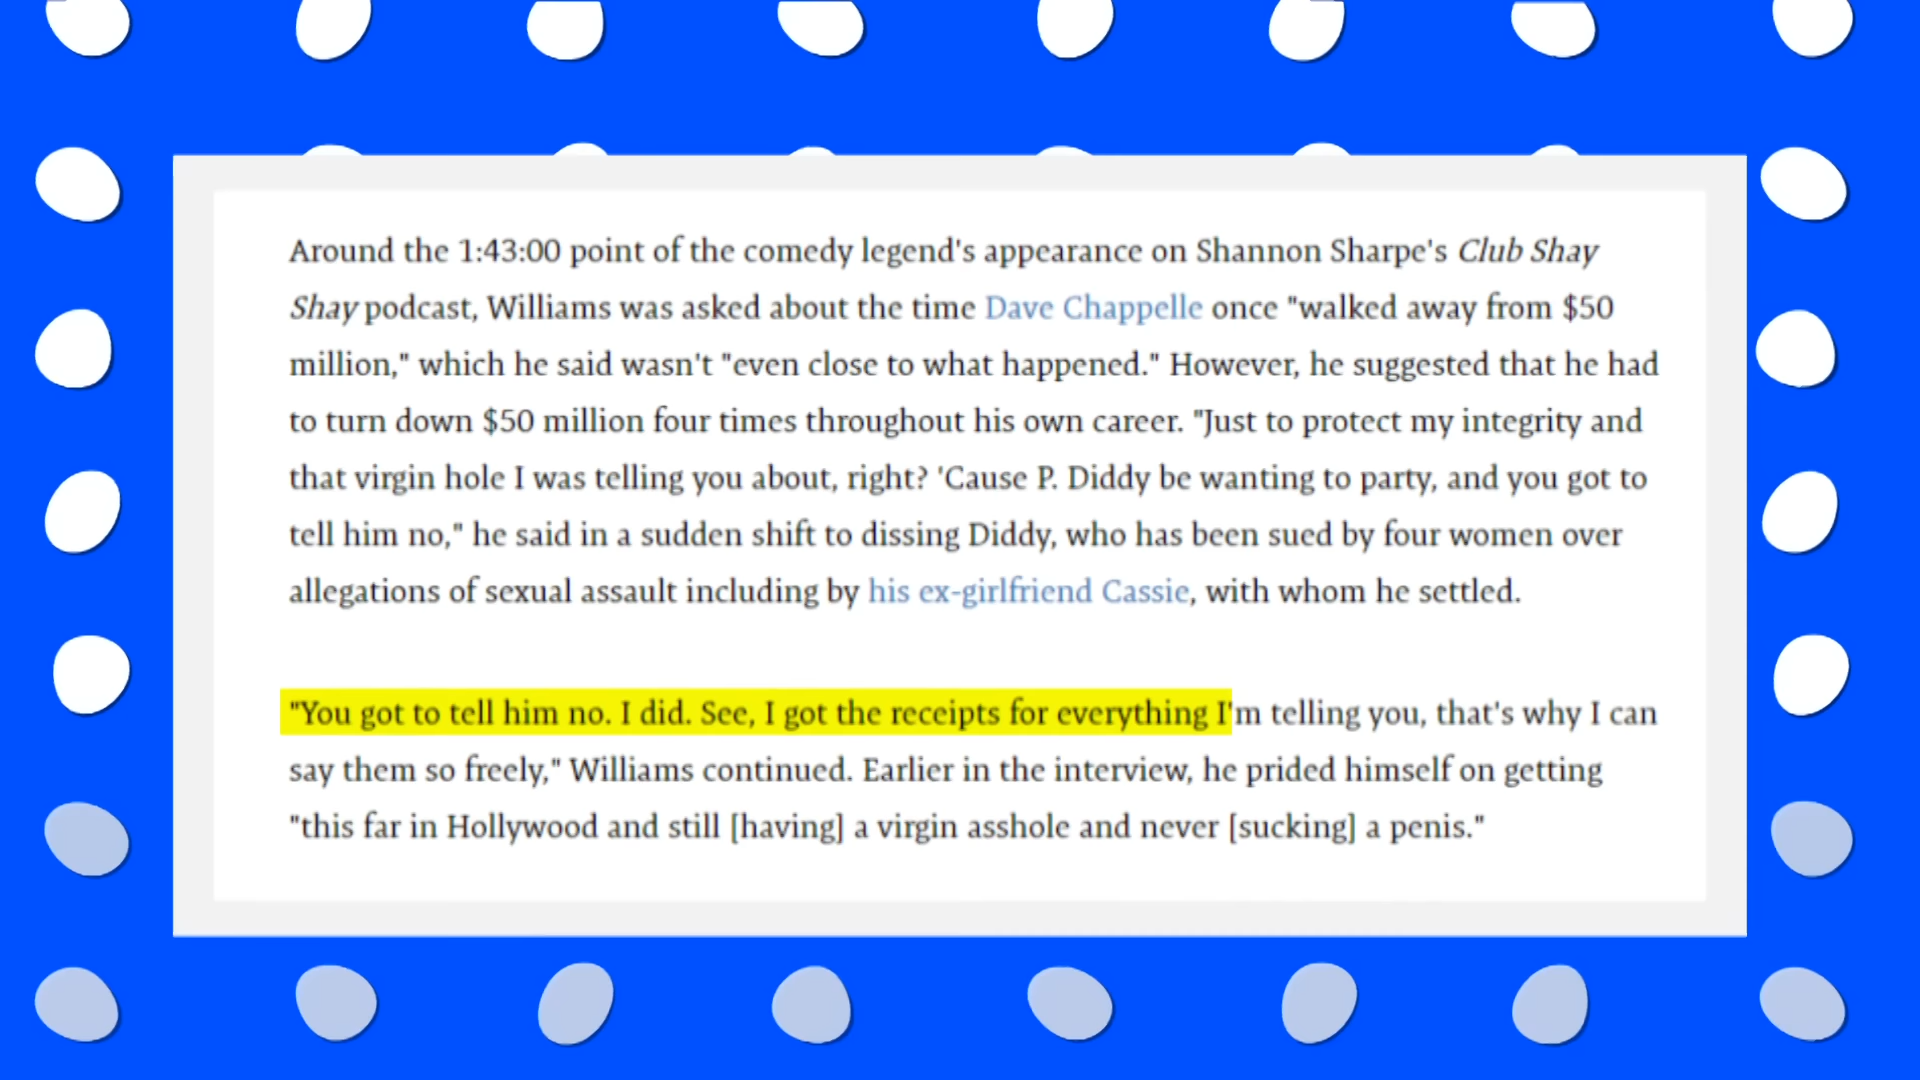 Around the 1:43:00 point of the comedy legend's appearance on Shannon Sharpe's Club Shay
Shay podcast, Williams was asked about the time Dave Chappelle once "walked away from $50
million," which he said wasn't "even close to what happened." However, he suggested that he had
to turn down $50 million four times throughout his own career. "Just to protect my integrity and
that virgin hole I was telling you about, right? 'Cause P. Diddy be wanting to party, and you got to
tell him no," he said in a sudden shift to dissing Diddy, who has been sued by four women over
allegations of sexual assault including by his ex-girlfriend Cassie, with whom he settled.
"You got to tell him no. I did. See, I got the receipts for everything I'm telling you, that's why I can
say them so freely," Williams continued. Earlier in the interview, he prided himself on getting
"this far in Hollywood and still [having] a virgin asshole and never [sucking] a penis."